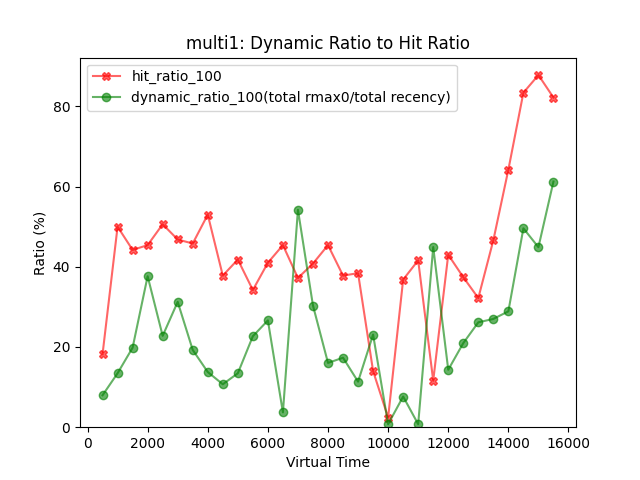 multi1: Dynamic Ratio to Hit Ratio
hit_ratio_100
dynamic_ratio_100(total rmax0/total recency)
Ratio (%)
80
60
40
20
0
0 2000 4000 6000 8000 10000 12000 14000 16000
Virtual Time